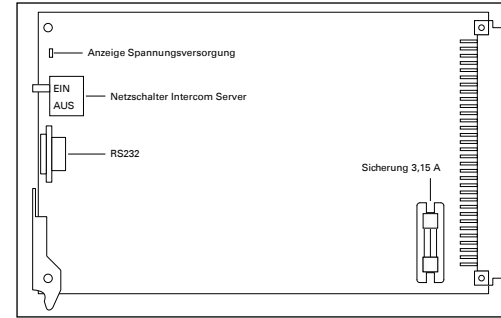 Anzeige Spannungsversorgung
EIN
AUS
Netzschalter Intercom Server
RS232
Sicherung 3,15 A